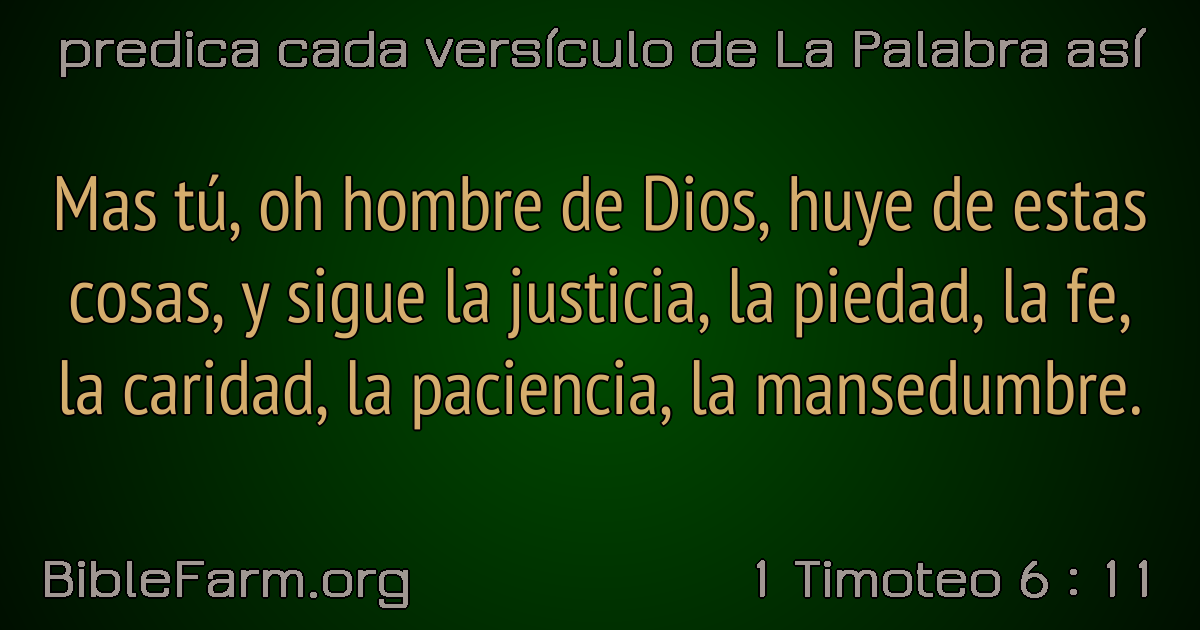 predica cada versículo de La Palabra así
Mas tú, oh hombre de Dios, huye de estas
cosas, y sigue la justicia, la piedad, la fe,
la caridad, la paciencia, la mansedumbre.
BibleFarm.org
1 Timoteo 6 : 11